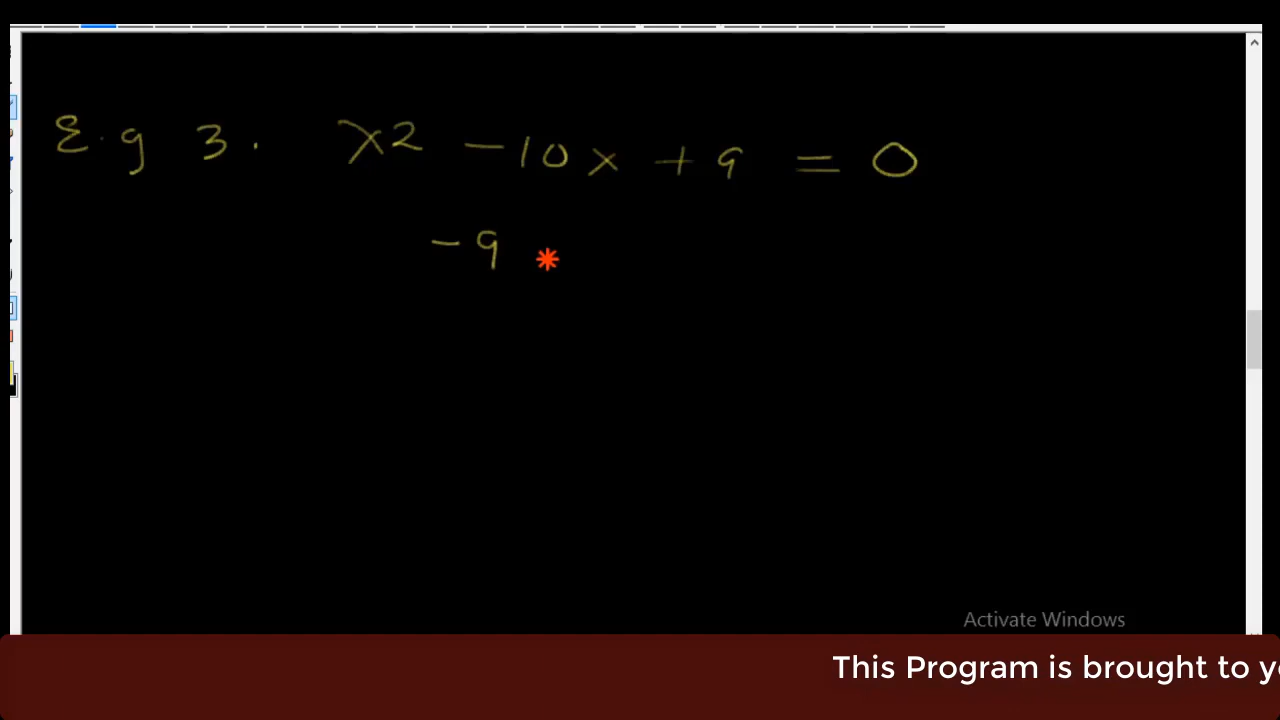 E.g 3. X2 -10x +9 = 0
-9
Activate Windows
This Program is brought to y